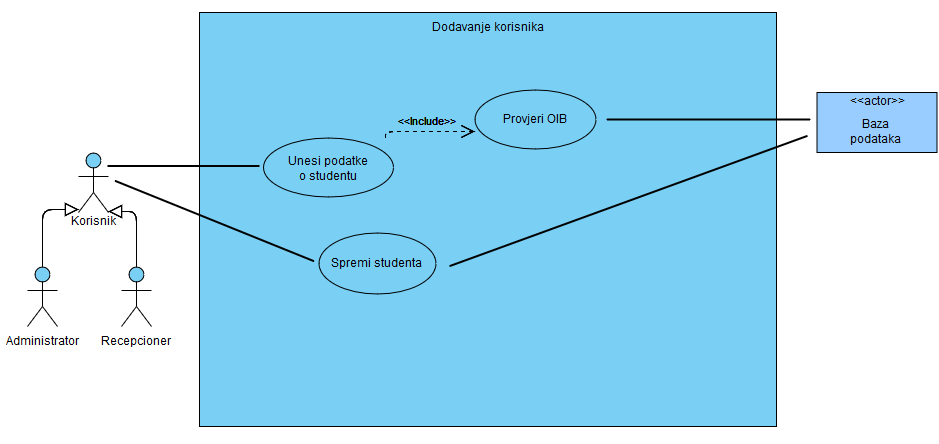 Dodavanje korisnika
<<actor>>
Baza
podataka
<<Include>>
Provjeri OIB
Unesi podatke
o studentu
Korisnik
Spremi studenta
Administrator
Recepcioner